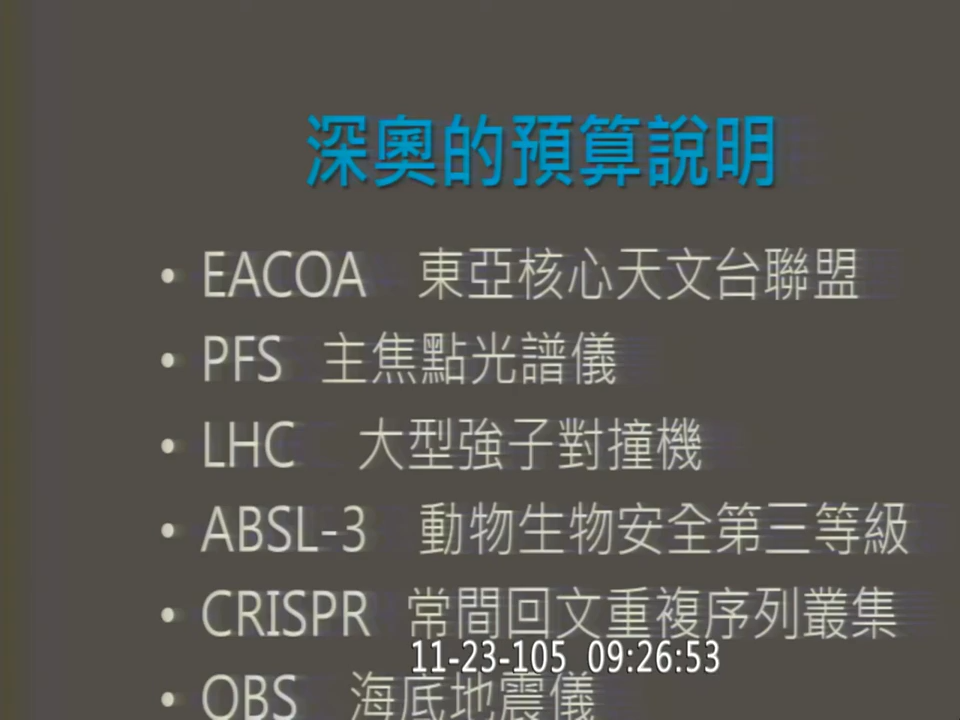 深奧的預算說明
• EACOA 東亞核心天文台聯盟
• PFS 主焦點光譜儀
• LHC 大型強子對撞機
• ABSL-3 動物生物安全第三等級
• CRISPR 常間回文重複序列叢集
11-23-105 09:26:53
• OBS 海底地震儀